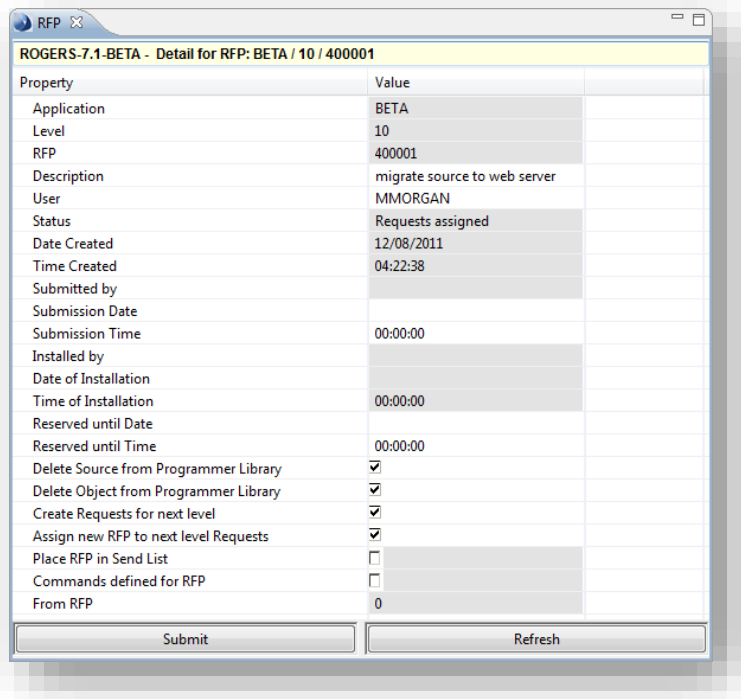 RFP
ROGERS-7.1-BETA - Detail for RFP: BETA / 10 / 400001
Property Value
Application BETA
Level 10
RFP 400001
Description migrate source to web server
User MMORGAN
Status Requests assigned
Date Created 12/08/2011
Time Created 04:22:38
Submitted by
Submission Date
Submission Time 00:00:00
Installed by
Date of Installation
Time of Installation 00:00:00
Reserved until Date
Reserved until Time 00:00:00
Delete Source from Programmer Library
Delete Object from Programmer Library
Create Requests for next level
Assign new RFP to next level Requests
Place RFP in Send List
Commands defined for RFP
From RFP 0
Submit Refresh